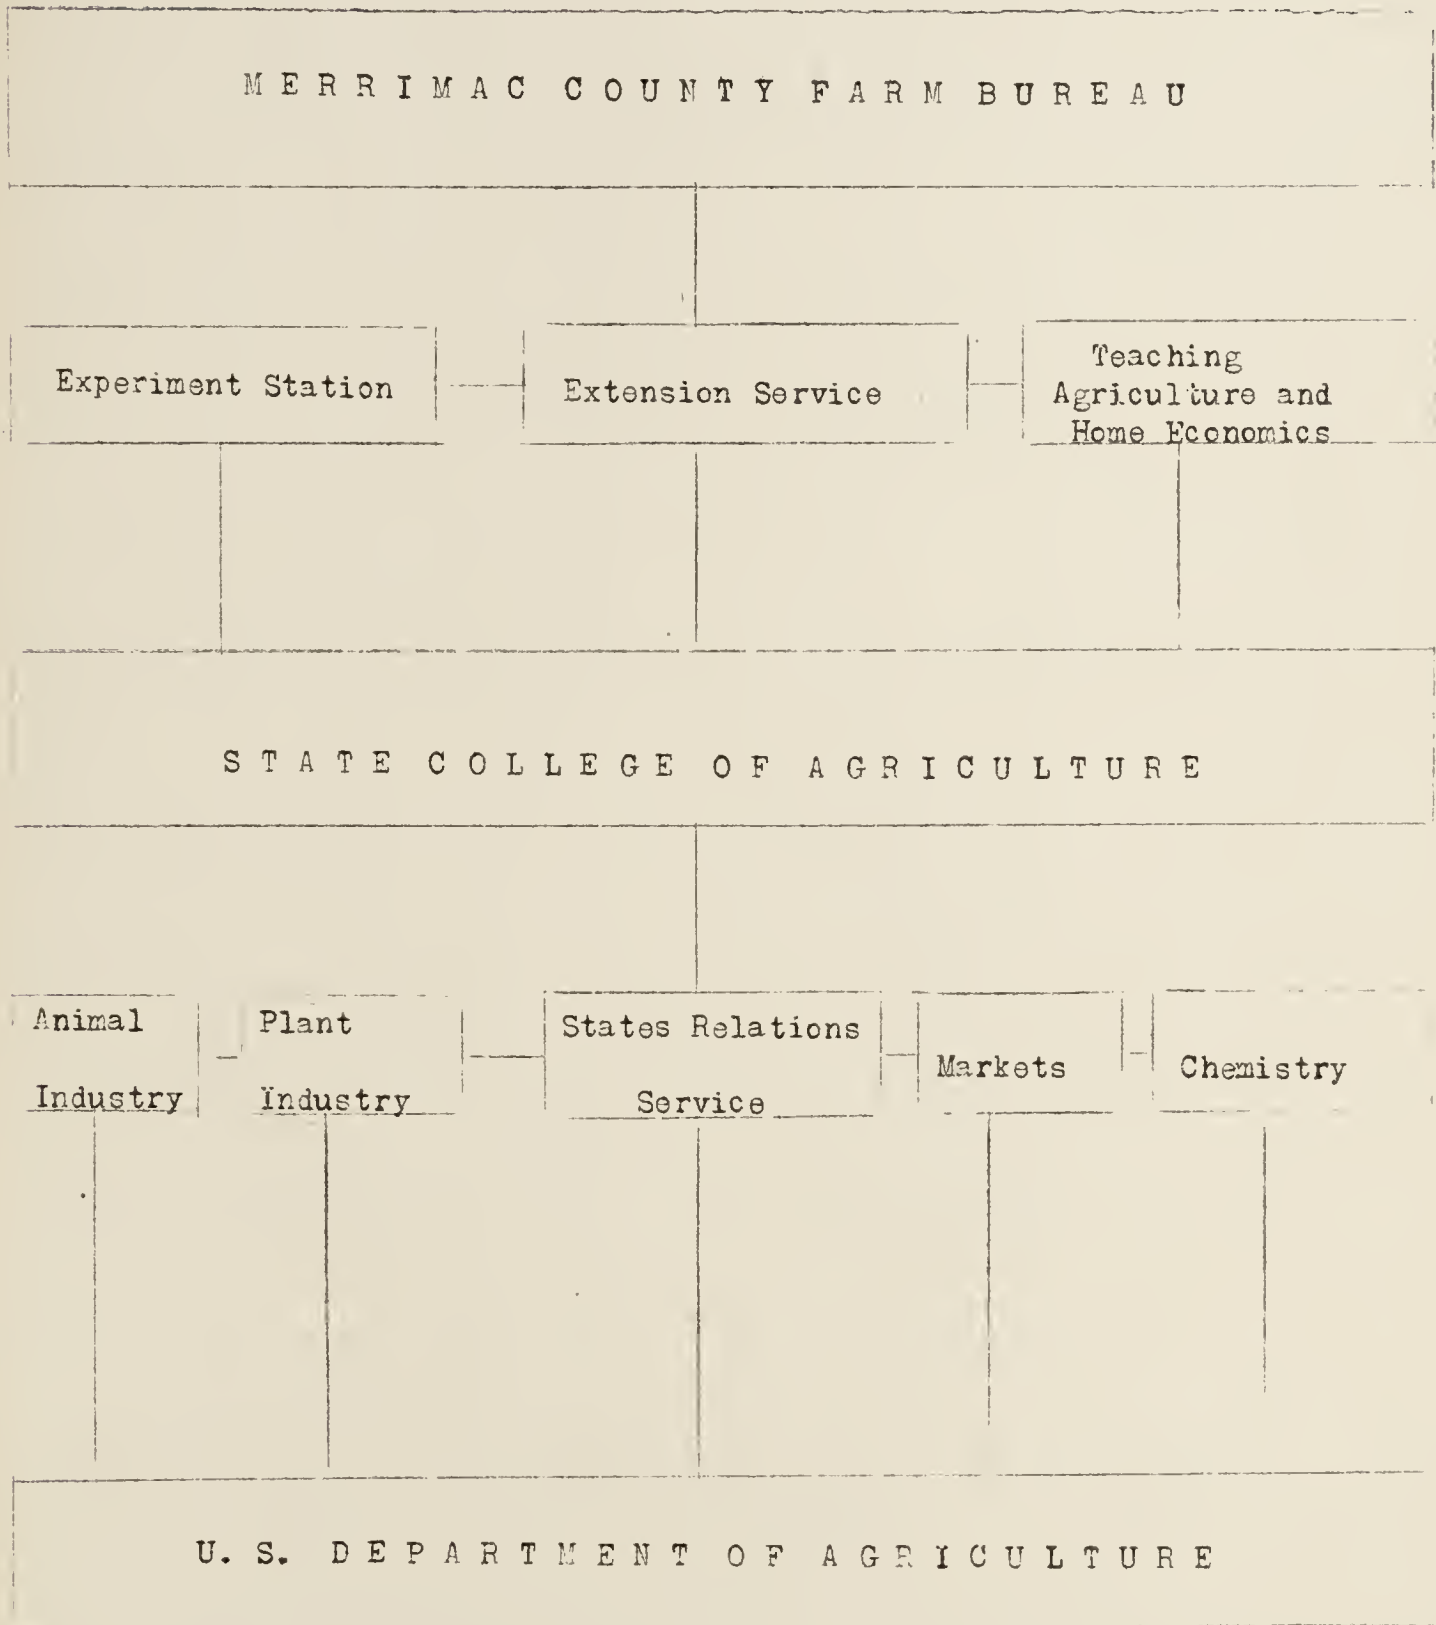 MERRIMAC COUNTY FARM BUREAU
Experiment Station
Extension Service
Teaching
Agriculture and
Home Economics
STATE COLLEGE OF AGRICULTURE
Animal
Industry
Plant
Industry
States Relations
Service
Markets
Chemistry
U. S. DEPARTMENT OF AGRICULTURE